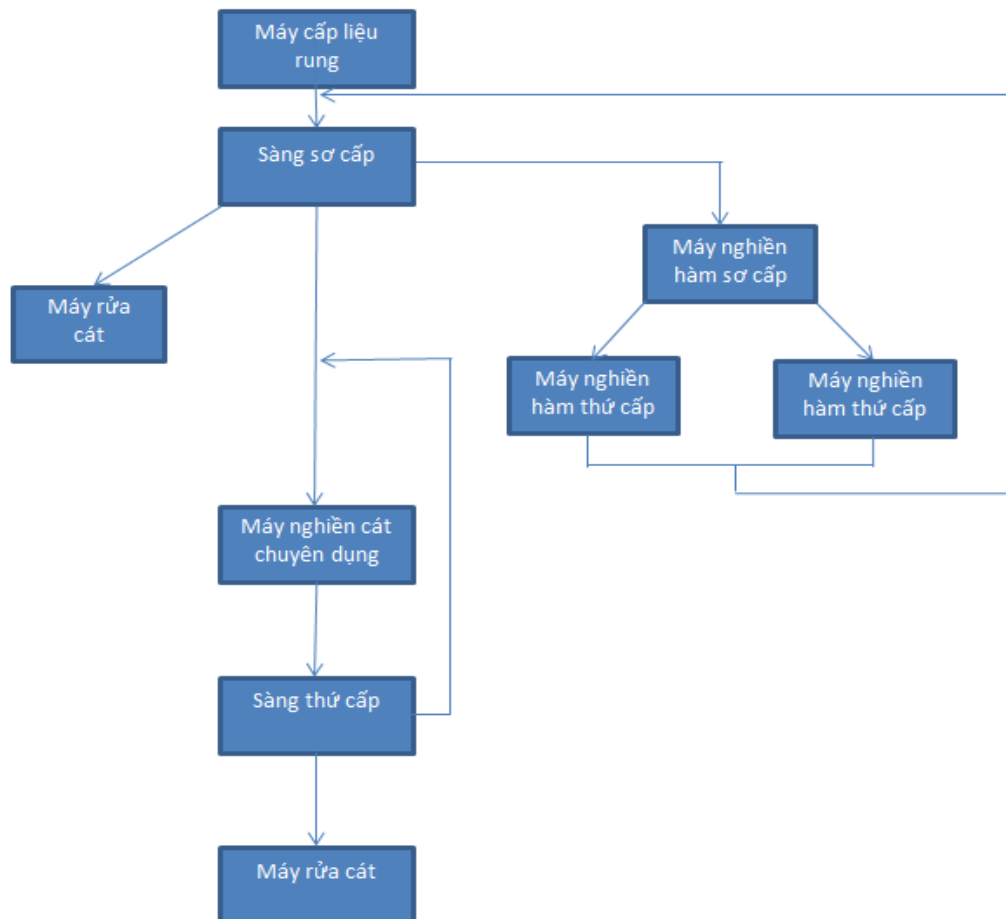 Máy cấp liệu
rung
Sàng sơ cấp
Máy nghiền
hàm sơ cấp
Máy rửa
cát
Máy nghiền
hàm thứ cấp
Máy nghiền
hàm thứ cấp
Máy nghiền cát
chuyên dụng
Sàng thứ cấp
Máy rửa cát